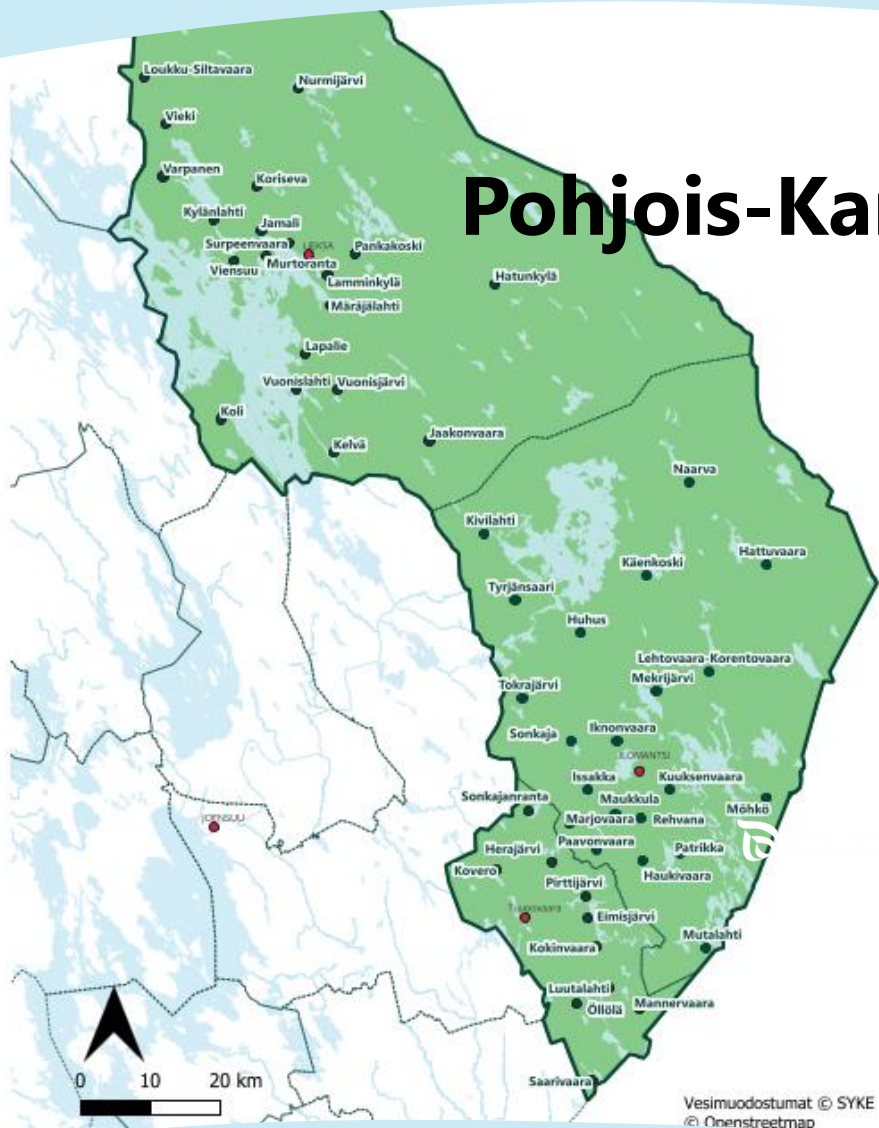 Loukku-Siltavaara
Nurmijärvi
Vieki
Varpanen
Koriseva
Pohjois-Kar
Kylänlahti
Jamali
Surpeenvaara
LIEKSA
Pankakoski
Viensuu
Murtoranta
Lamminkylä
Hatunkylä
Märäjälahti
Lapalie
Vuonislahti
Vuonisjärvi
Koli
Jaakonvaara
Kelvä
Naarva
Kivilahti
Hattuvaara
Käenkoski
Tyrjänsaari
Huhus
Lehtovaara-Korentovaara
Mekrijärvi
Tokrajärvi
Sonkaja
Iknonvaara
ILOMANTSI
Issakka
Kuuksenvaara
Sonkajanranta
Maukkula
Möhkö
Marjovaara
Rehvana
JOENSUU
Paavonvaara
Herajärvi
Patrikka
Kovero
Haukivaara
Pirttijärvi
Tuupovaara
Eimisjärvi
Mutalahti
Kokinvaara
Luutalahti
Öllölä
Mannervaara
Saarivaara
0 10 20 km
Vesimuodostumat © SYKE
© Openstreetmap